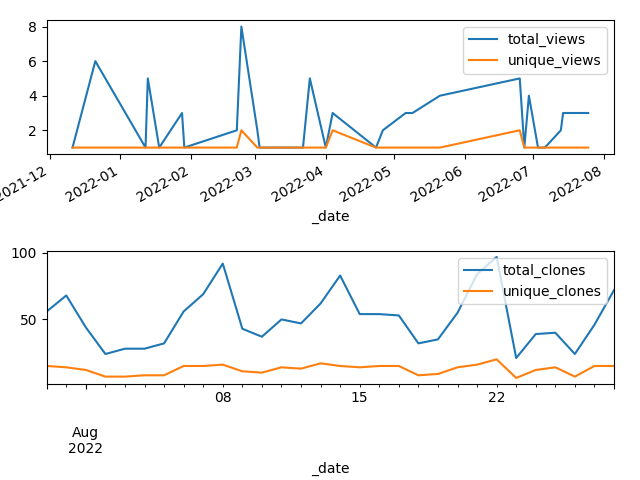 8
6
4
2
total_views
unique_views
2021-12
2022-01
2022-02
2022-03
2022-04
2022-05
2022-06
2022-07
2022-08
_date
100
50
total_clones
unique_clones
08
15
22
Aug
2022
_date